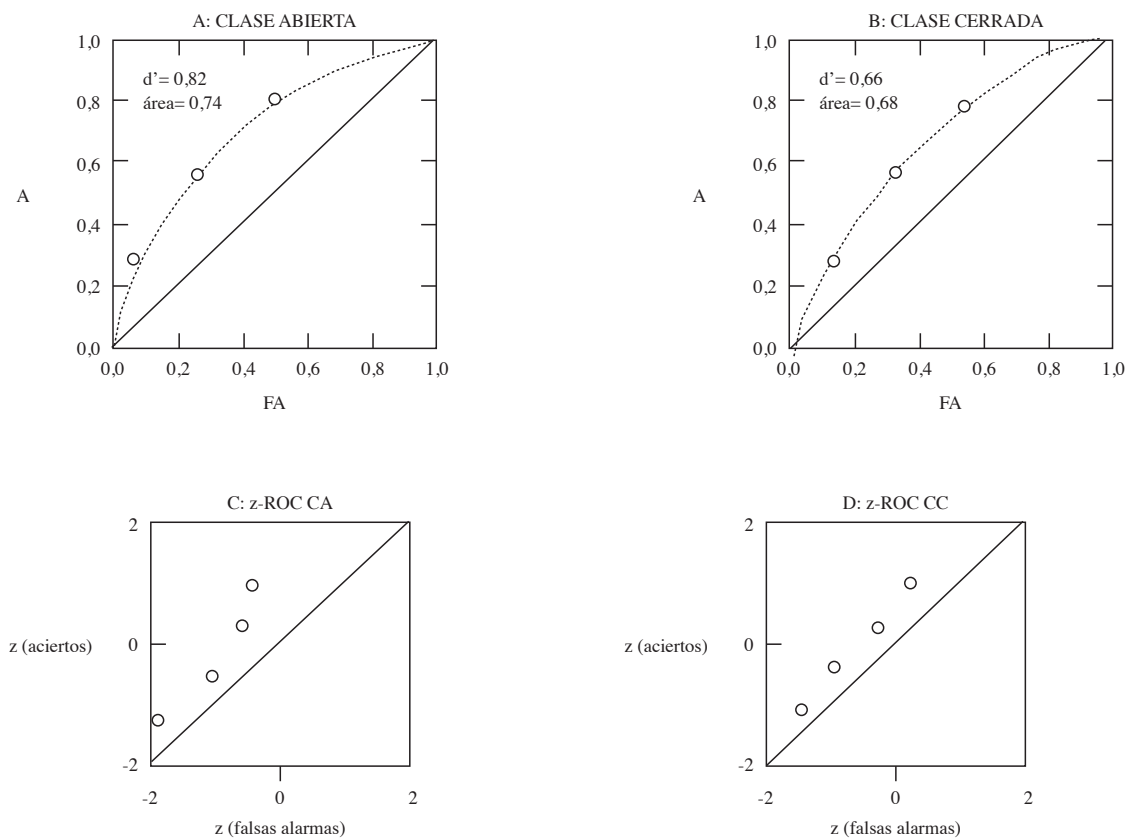 A: CLASE ABIERTA
1,0
d’= 0,82
área= 0,74
0,8
0,6
A
0,4
0,2
0,0
0,0 0,2 0,4 0,6 0,8 1,0
FA
B: CLASE CERRADA
1,0
d’= 0,66
área= 0,68
0,8
0,6
A
0,4
0,2
0,0
0,0 0,2 0,4 0,6 0,8 1,0
FA
C: z-ROC CA
2
z (aciertos) 0
-2
-2 0 2
z (falsas alarmas)
D: z-ROC CC
2
z (aciertos) 0
-2
-2 0 2
z (falsas alarmas)